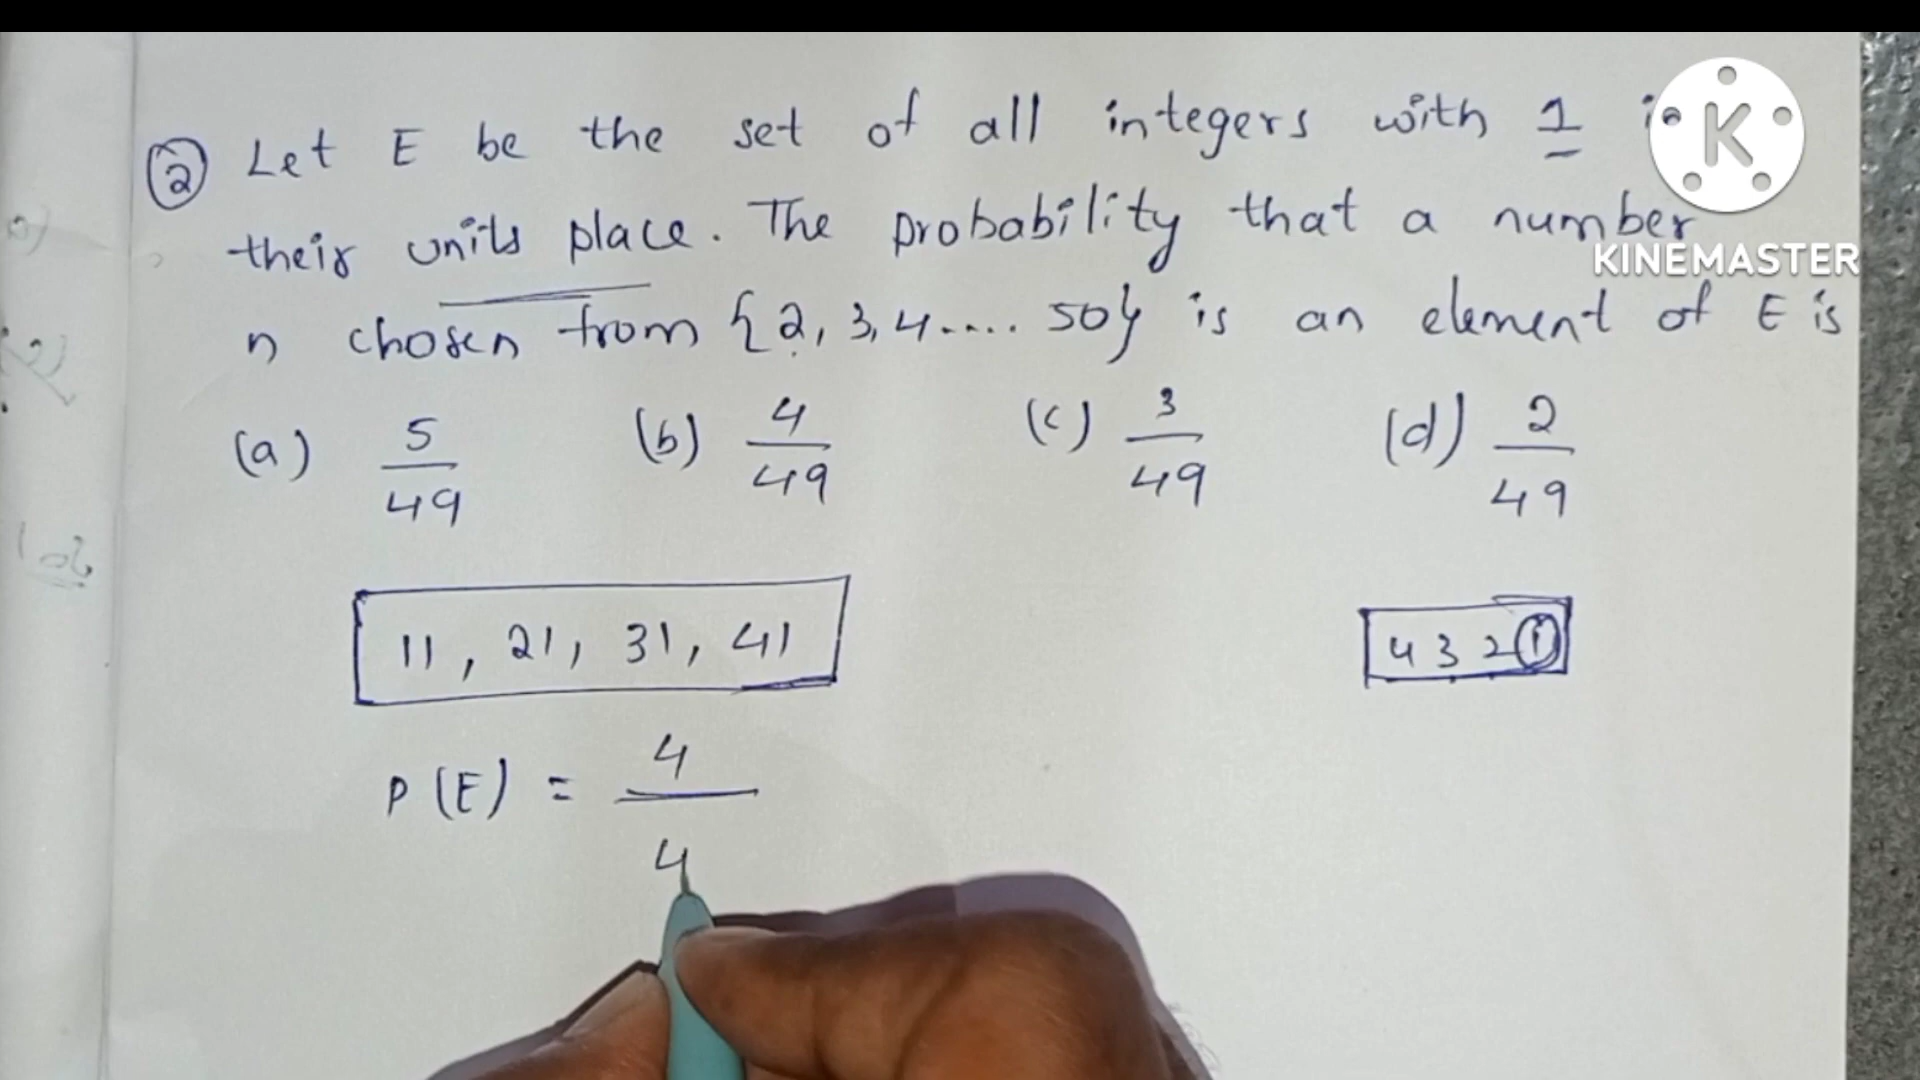 ② Let E be the set of all integers with 1
their units place. The probability that a number
n chosen from {2, 3, 4.... 50} is an element of E is
(a) 5/49 (b) 4/49 (c) 3/49 (d) 2/49
11, 21, 31, 41
4 3 2 1
P(E) = 4/4
K
KINEMASTER